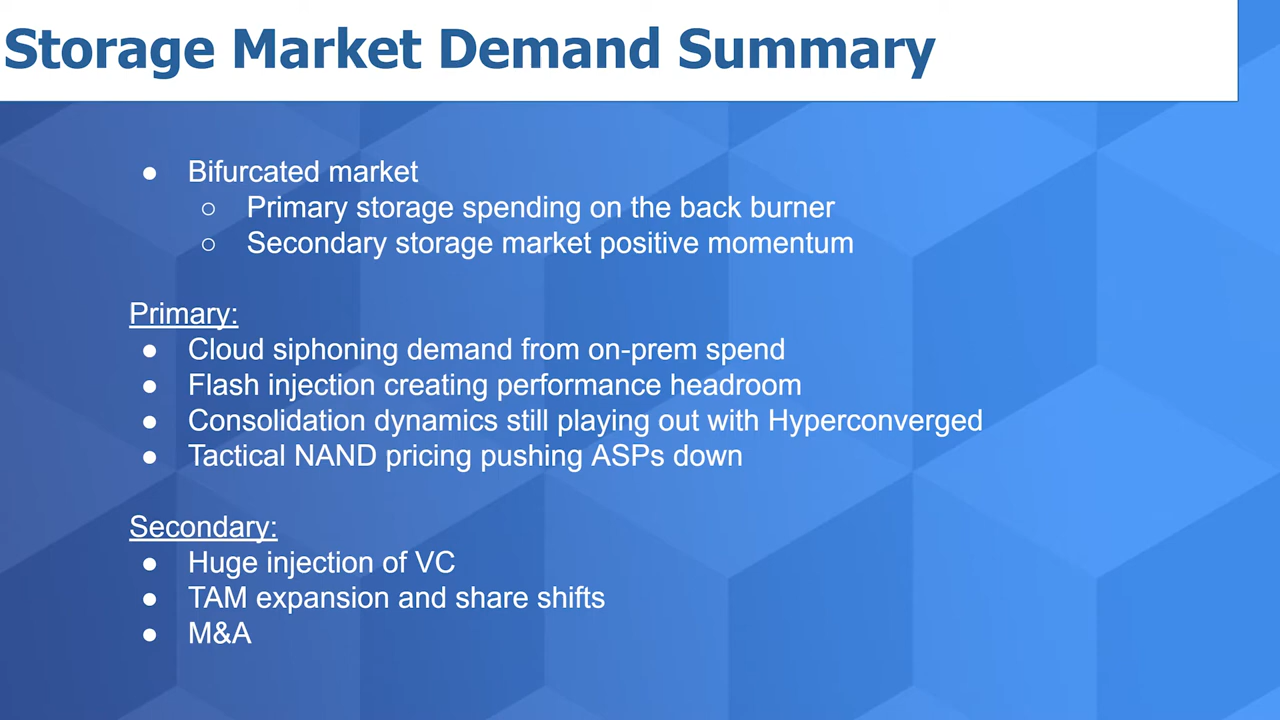 Storage Market Demand Summary
● Bifurcated market
○ Primary storage spending on the back burner
○ Secondary storage market positive momentum
Primary:
● Cloud siphoning demand from on-prem spend
● Flash injection creating performance headroom
● Consolidation dynamics still playing out with Hyperconverged
● Tactical NAND pricing pushing ASPs down
Secondary:
● Huge injection of VC
● TAM expansion and share shifts
● M&A